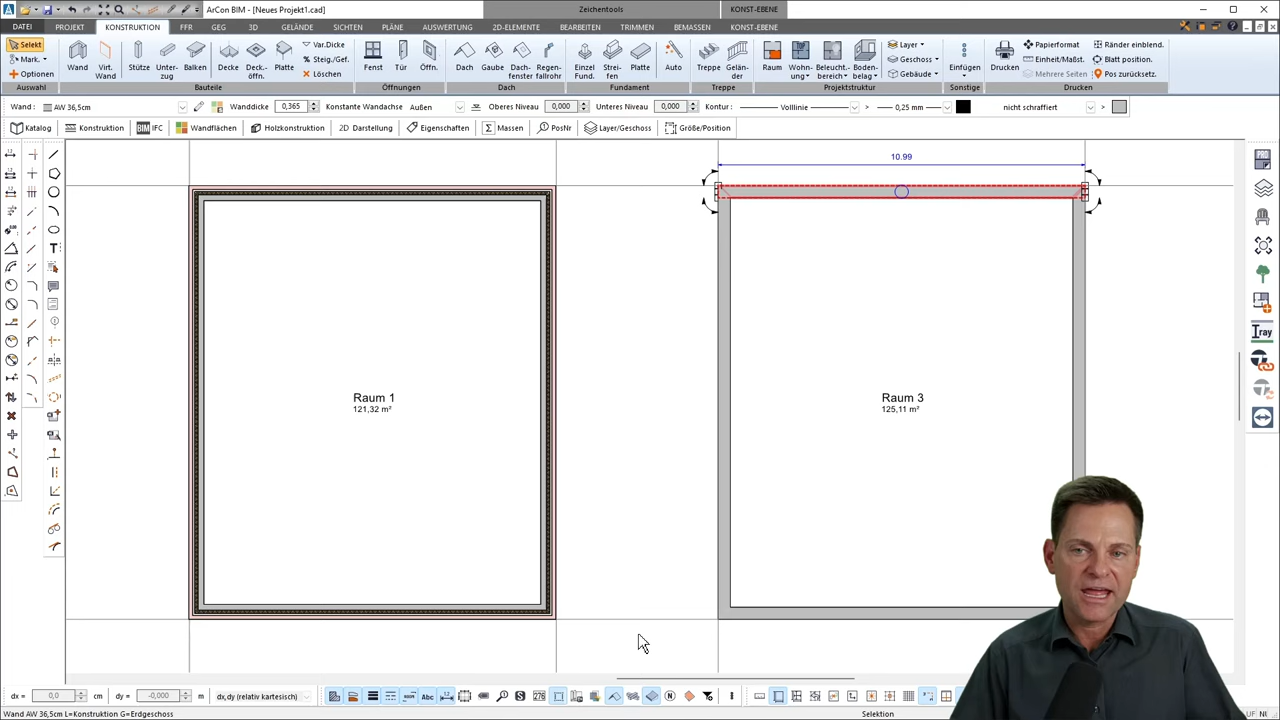 ArCon BIM - [Neues Projekt1.cad]
Zeichentools
KONST-EBENE
DATEI PROJEKT KONSTRUKTION FFR GEG 3D GELÄNDE SICHTEN PLÄNE AUSWERTUNG 2D-ELEMENTE BEARBEITEN TRIMMEN BEMASSEN KONST-EBENE
Selekt
Mark.
Optionen
Auswahl
Wand
Virt. Wand
Stütze
Unter-zug
Balken
Decke
Deck.-öffn.
Platte
Var.Dicke
Steig./Gef.
Löschen
Bauteile
Fenst
Tür
Öffn.
Öffnungen
Dach
Gaube
Dach-fenster
Regen-fallrohr
Dach
Einzel Fund.
Strei-fen
Platte
Fundament
Auto
Treppe
Gelän-der
Treppe
Raum
Wohn-ung
Beleucht.-bereich
Boden-belag
Layer
Geschoss
Gebäude
Projektstruktur
Einfügen
Sonstige
Drucken
Papierformat
Einheit/Maßst.
Mehrere Seiten
Ränder einblend.
Blatt position.
Pos zurücksetz.
Drucken
Wand : AW 36,5cm Wanddicke 0,365 Konstante Wandachse Außen Oberes Niveau 0,000 Unteres Niveau 0,000 Kontur : Volllinie > 0,25 mm nicht schraffiert >
Katalog Konstruktion BIM IFC Wandflächen Holzkonstruktion 2D Darstellung Eigenschaften Massen PosNr Layer/Geschoss Größe/Position
10.99
Raum 1
121,32 m²
Raum 3
125,11 m²
Iray
dx = 0,0 cm dy = -0,000 m dx,dy (relativ kartesisch) Abc 276
Wand AW 36,5cm L=Konstruktion G=Erdgeschoss
Selektion
UF